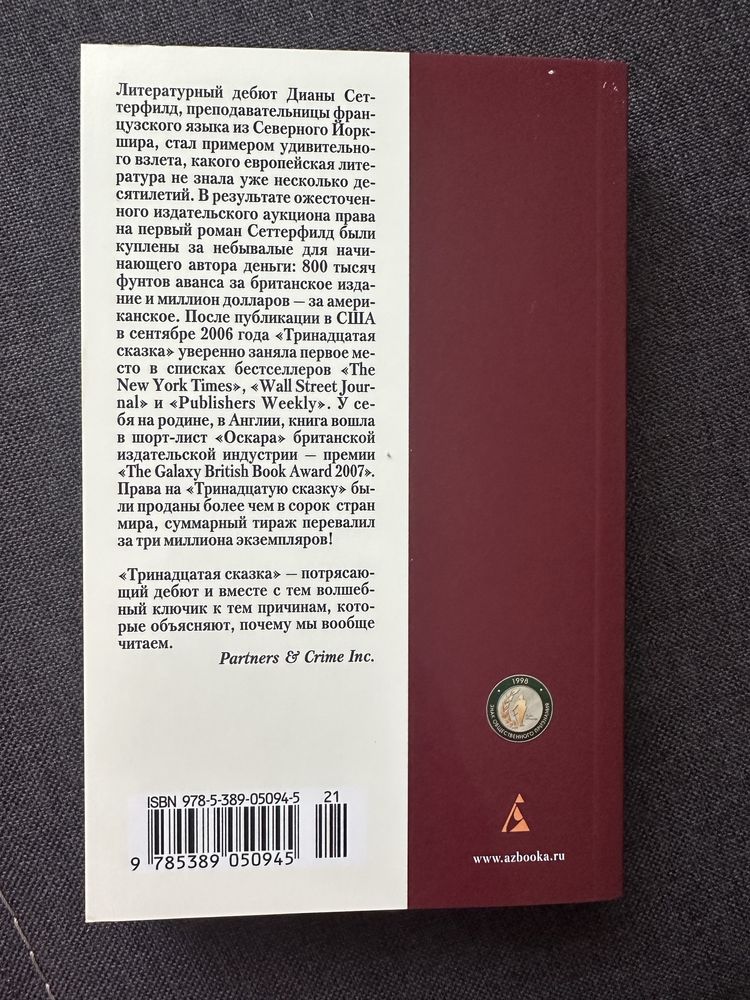 Литературный дебют Дианы Сет-
терфилд, преподавательницы фран-
цузского языка из Северного Йорк-
шира, стал примером удивительно-
го взлета, какого европейская лите-
ратура не знала уже несколько де-
сятилетий. В результате ожесточен-
ного издательского аукциона права
на первый роман Сеттерфилд были
куплены за небывалые для начи-
нающего автора деньги: 800 тысяч
фунтов аванса за британское изда-
ние и миллион долларов — за амери-
канское. После публикации в США
в сентябре 2006 года «Тринадцатая
сказка» уверенно заняла первое ме-
сто в списках бестселлеров «The
New York Times», «Wall Street Jour-
nal» и «Publishers Weekly». У се-
бя на родине, в Англии, книга вошла
в шорт-лист «Оскара» британской
издательской индустрии — премии
«The Galaxy British Book Award 2007».
Права на «Тринадцатую сказку» бы-
ли проданы более чем в сорок стран
мира, суммарный тираж перевалил
за три миллиона экземпляров!
«Тринадцатая сказка» — потрясаю-
щий дебют и вместе с тем волшеб-
ный ключик к тем причинам, кото-
рые объясняют, почему мы вообще
читаем.
Partners & Crime Inc.
1998
ЗНАК ОБЩЕСТВЕННОГО ПРИЗНАНИЯ
ISBN 978-5-389-05094-5 21
9 785389 050945
www.azbooka.ru